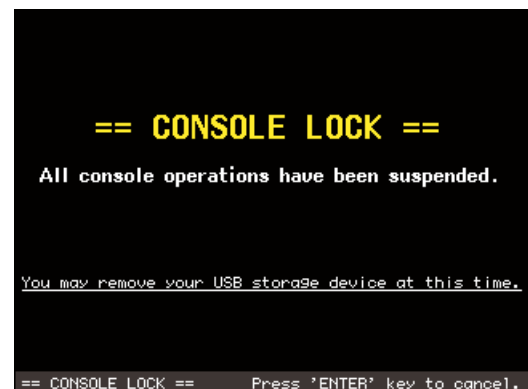 == CONSOLE LOCK ==
All console operations have been suspended.
You may remove your USB storage device at this time.
== CONSOLE LOCK == Press 'ENTER' key to cancel.